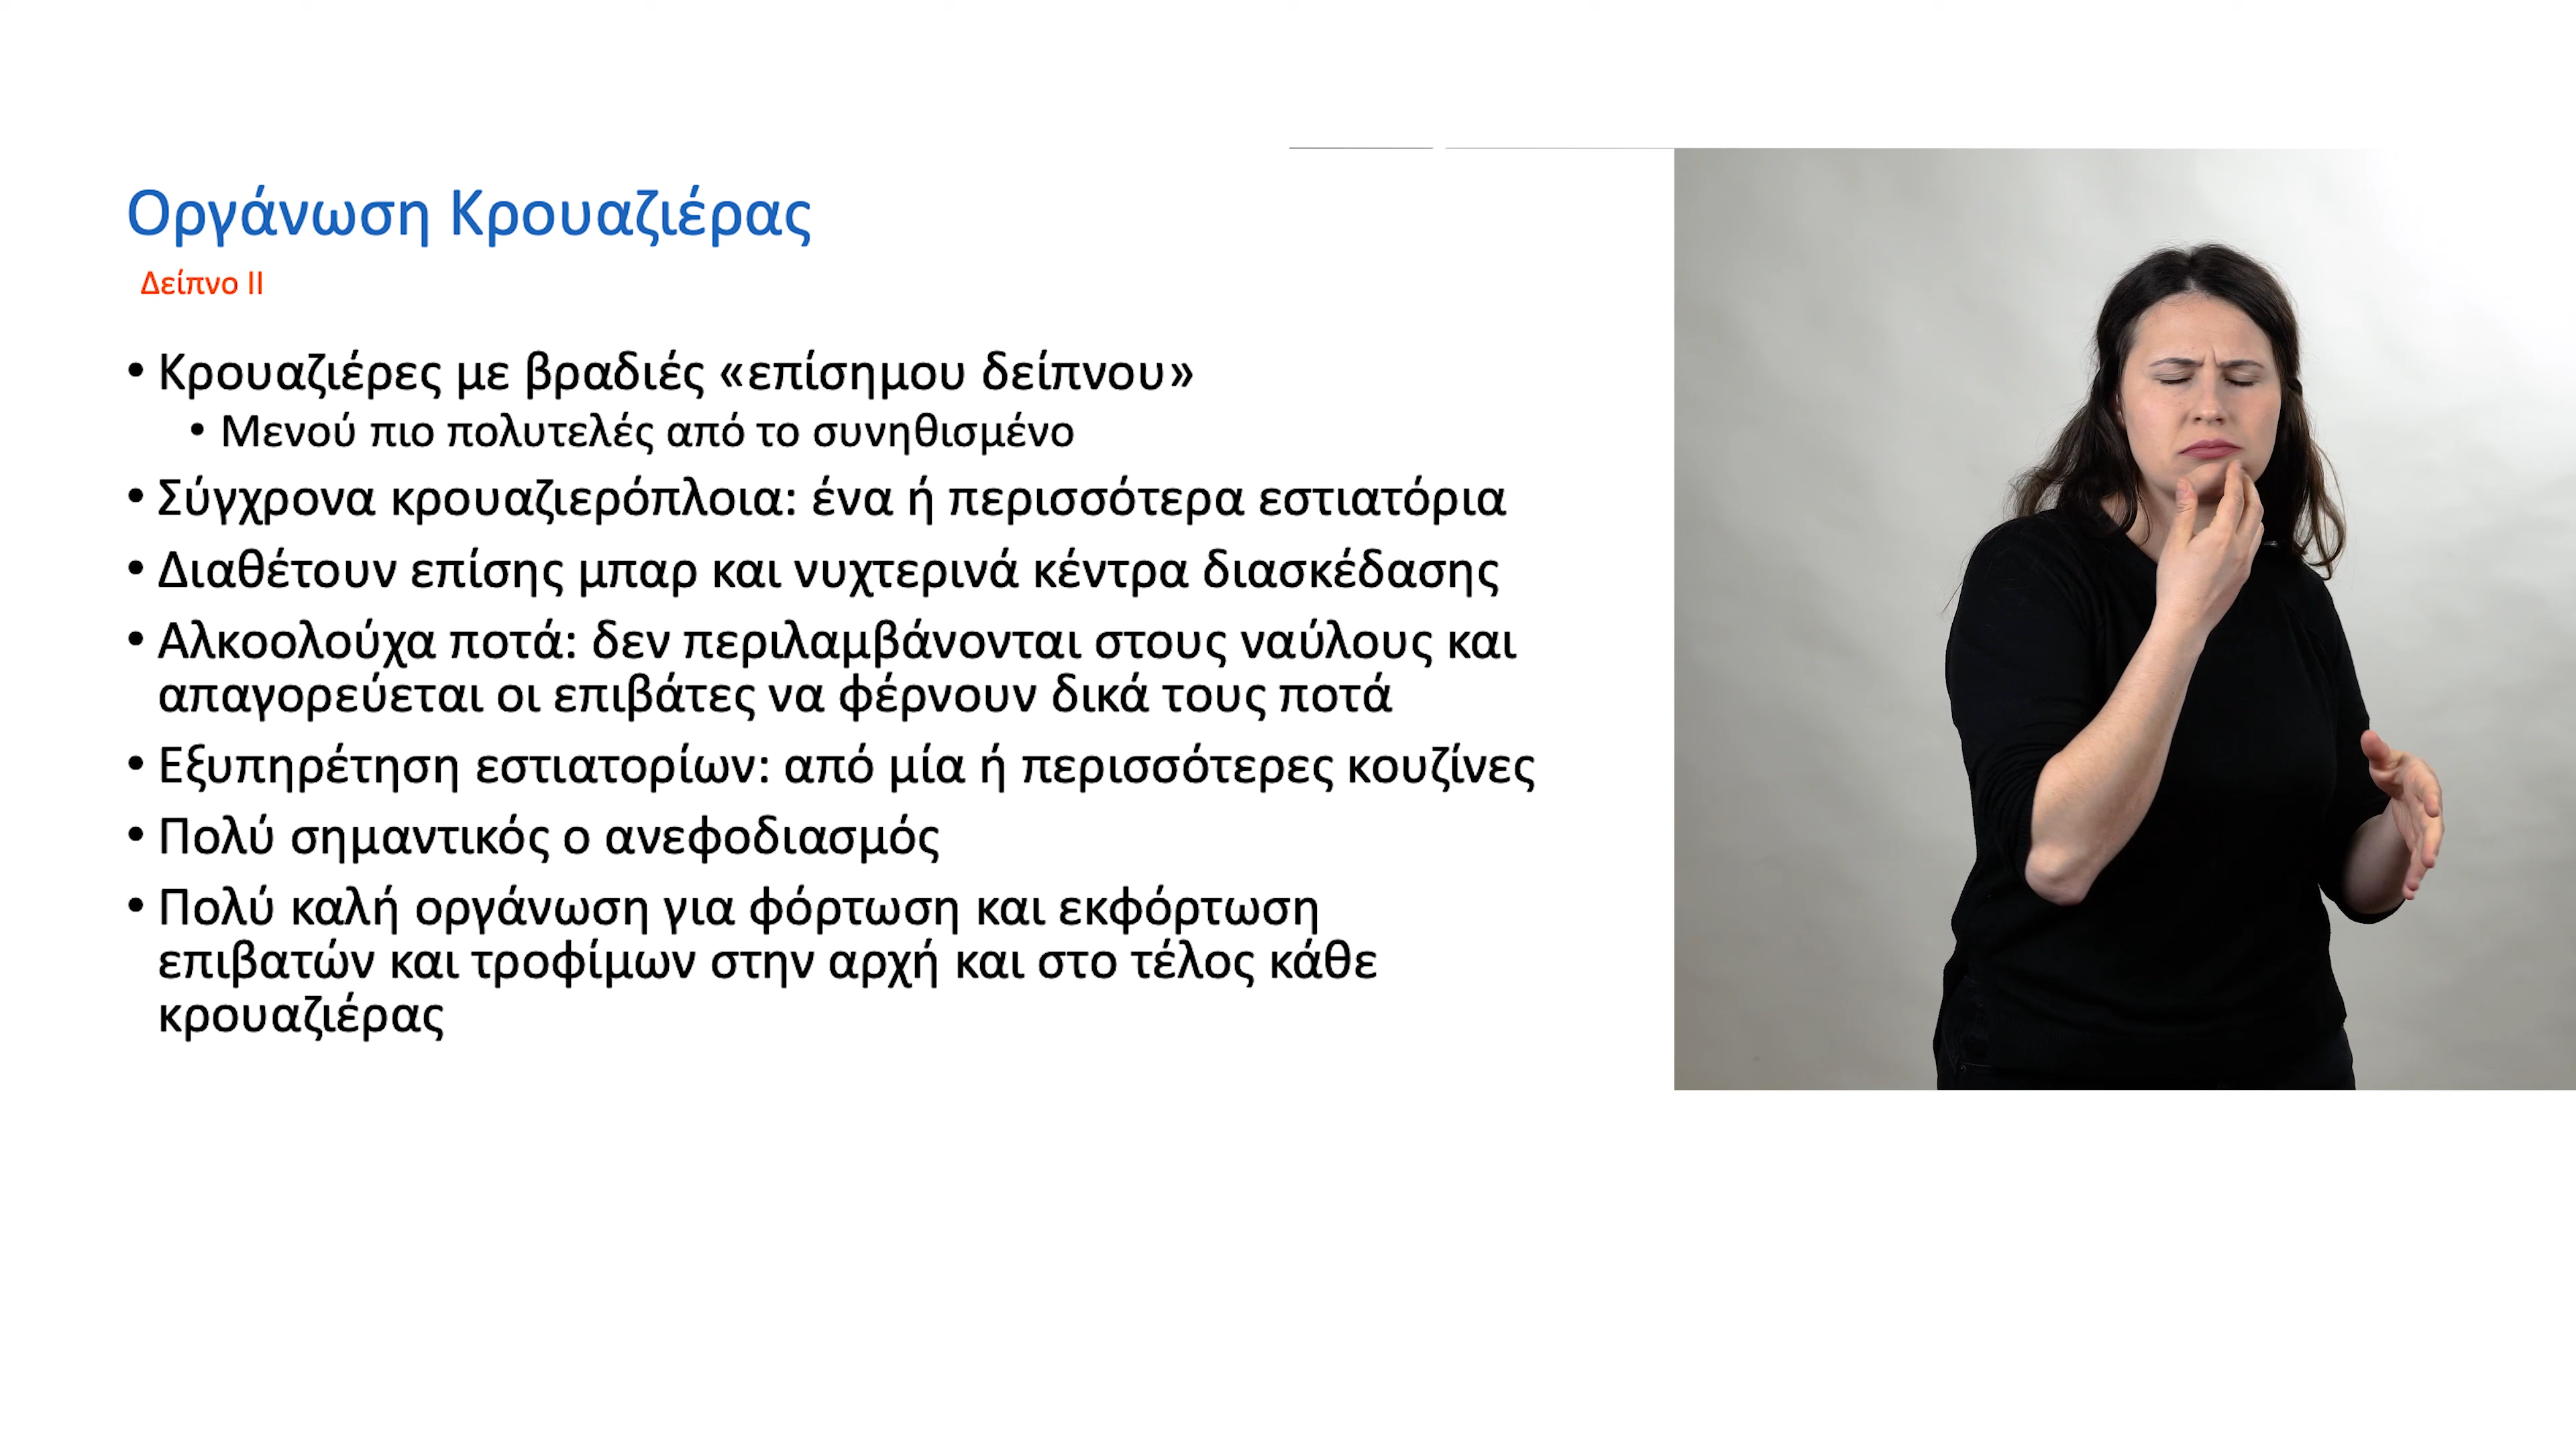 Οργάνωση Κρουαζιέρας
Δείπνο ΙΙ
• Κρουαζιέρες με βραδιές «επίσημου δείπνου»
• Μενού πιο πολυτελές από το συνηθισμένο
• Σύγχρονα κρουαζιερόπλοια: ένα ή περισσότερα εστιατόρια
• Διαθέτουν επίσης μπαρ και νυχτερινά κέντρα διασκέδασης
• Αλκοολούχα ποτά: δεν περιλαμβάνονται στους ναύλους και
απαγορεύεται οι επιβάτες να φέρνουν δικά τους ποτά
• Εξυπηρέτηση εστιατορίων: από μία ή περισσότερες κουζίνες
• Πολύ σημαντικός ο ανεφοδιασμός
• Πολύ καλή οργάνωση για φόρτωση και εκφόρτωση
επιβατών και τροφίμων στην αρχή και στο τέλος κάθε
κρουαζιέρας